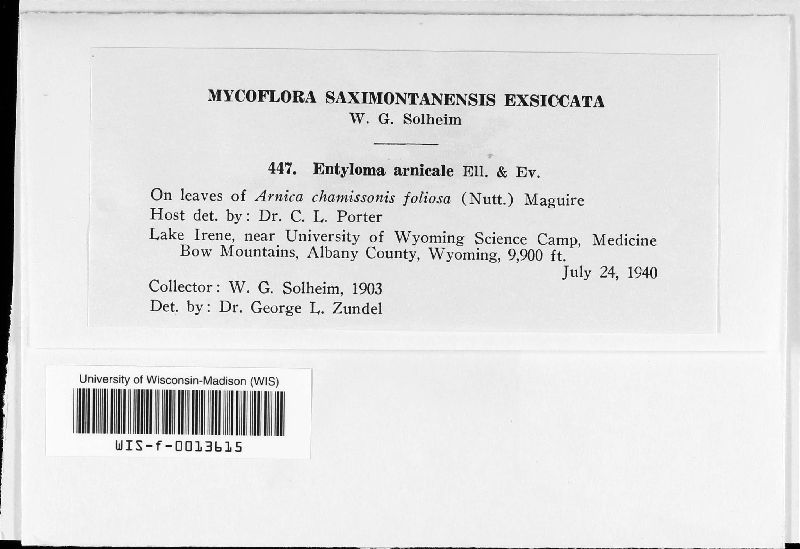 MYCOFLORA SAXIMONTANENSIS EXSICCATA
W. G. Solheim
447. Entyloma arnicale Ell. & Ev.
On leaves of Arnica chamissonis foliosa (Nutt.) Maguire
Host det. by: Dr. C. L. Porter
Lake Irene, near University of Wyoming Science Camp, Medicine
Bow Mountains, Albany County, Wyoming, 9,900 ft.
July 24, 1940
Collector: W. G. Solheim, 1903
Det. by: Dr. George L. Zundel
University of Wisconsin-Madison (WIS)
WIS-f-0013615